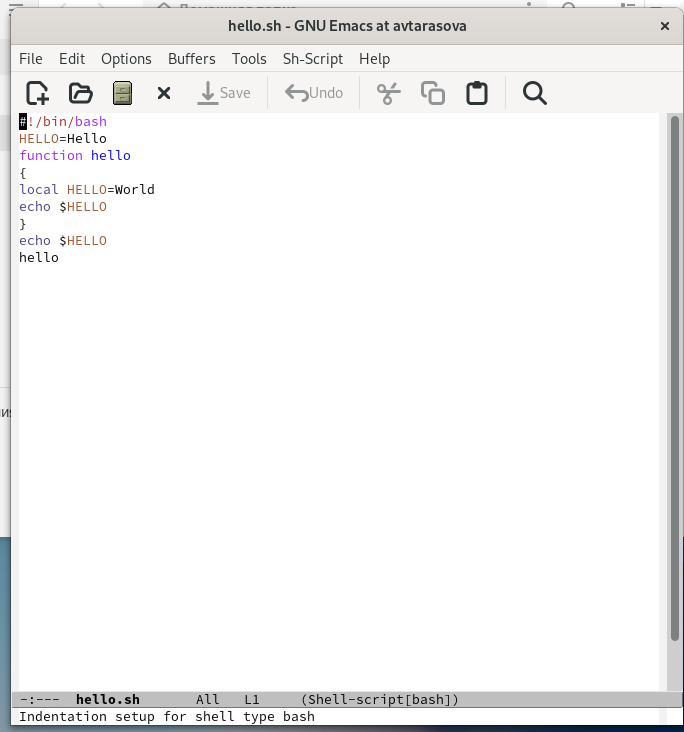 hello.sh - GNU Emacs at avtarasova
File Edit Options Buffers Tools Sh-Script Help
Save Undo
#!/bin/bash
HELLO=Hello
function hello
{
local HELLO=World
echo $HELLO
}
echo $HELLO
hello
-:--- hello.sh All L1 (Shell-script[bash])
Indentation setup for shell type bash